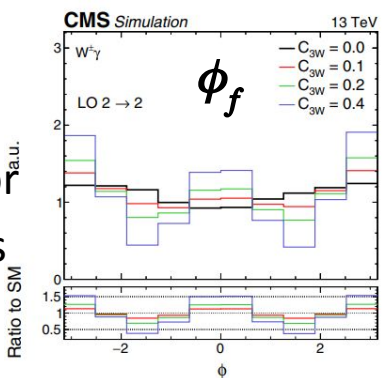 CMS Simulation 13 TeV
W±γ
LO 2 → 2
ϕf
C3W = 0.0
C3W = 0.1
C3W = 0.2
C3W = 0.4
a.u.
3
2
1
0
Ratio to SM
1.5
1
0.5
−2 0 2
ϕ